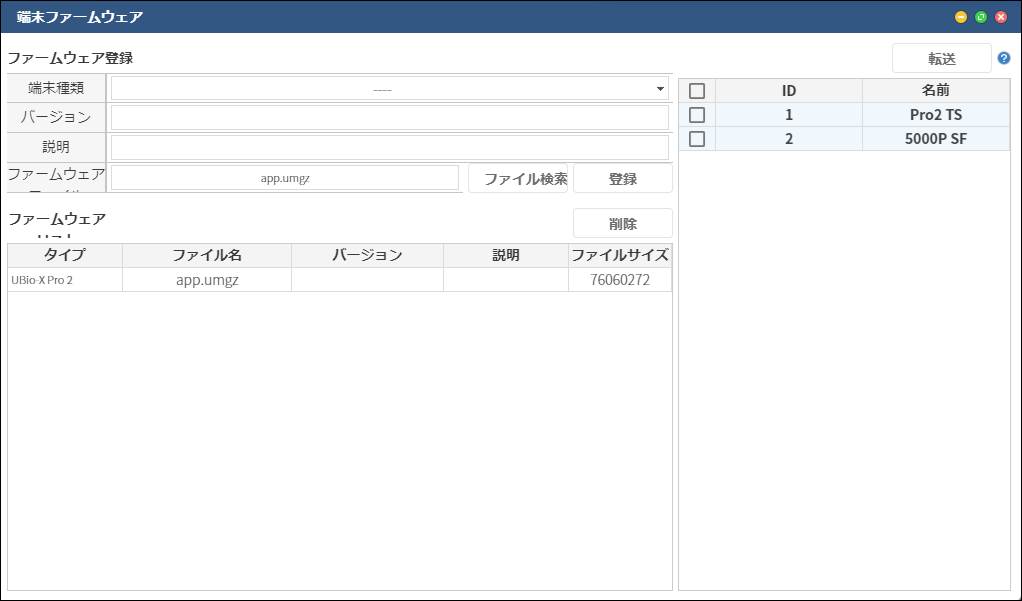 端末ファームウェア
ファームウェア登録
転送
?
端末種類
----
バージョン
説明
ファームウェア
app.umgz
ファイル検索
登録
ファームウェア
削除
タイプ ファイル名 バージョン 説明 ファイルサイズ
UBio-X Pro 2 app.umgz 76060272
ID 名前
1 Pro2 TS
2 5000P SF